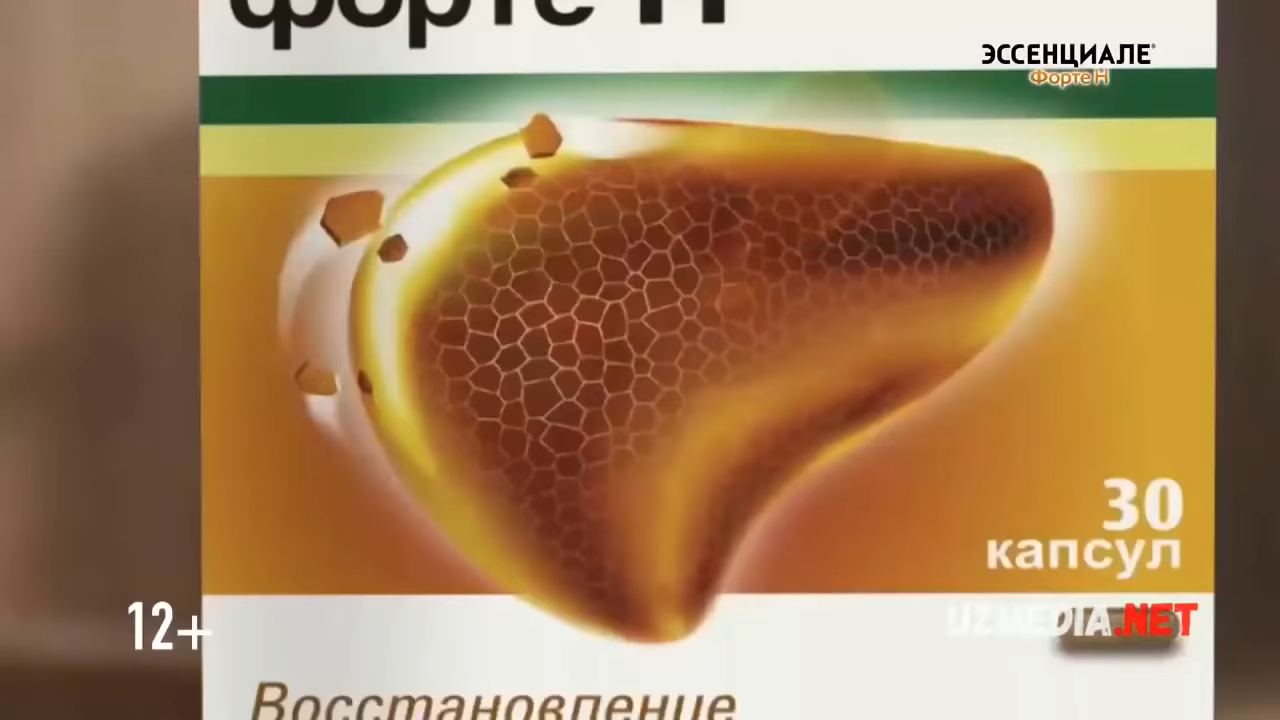 форте Н
ЭССЕНЦИАЛЕ®
Форте Н
30
капсул
12+
UZMEDIA.NET
Восстановление